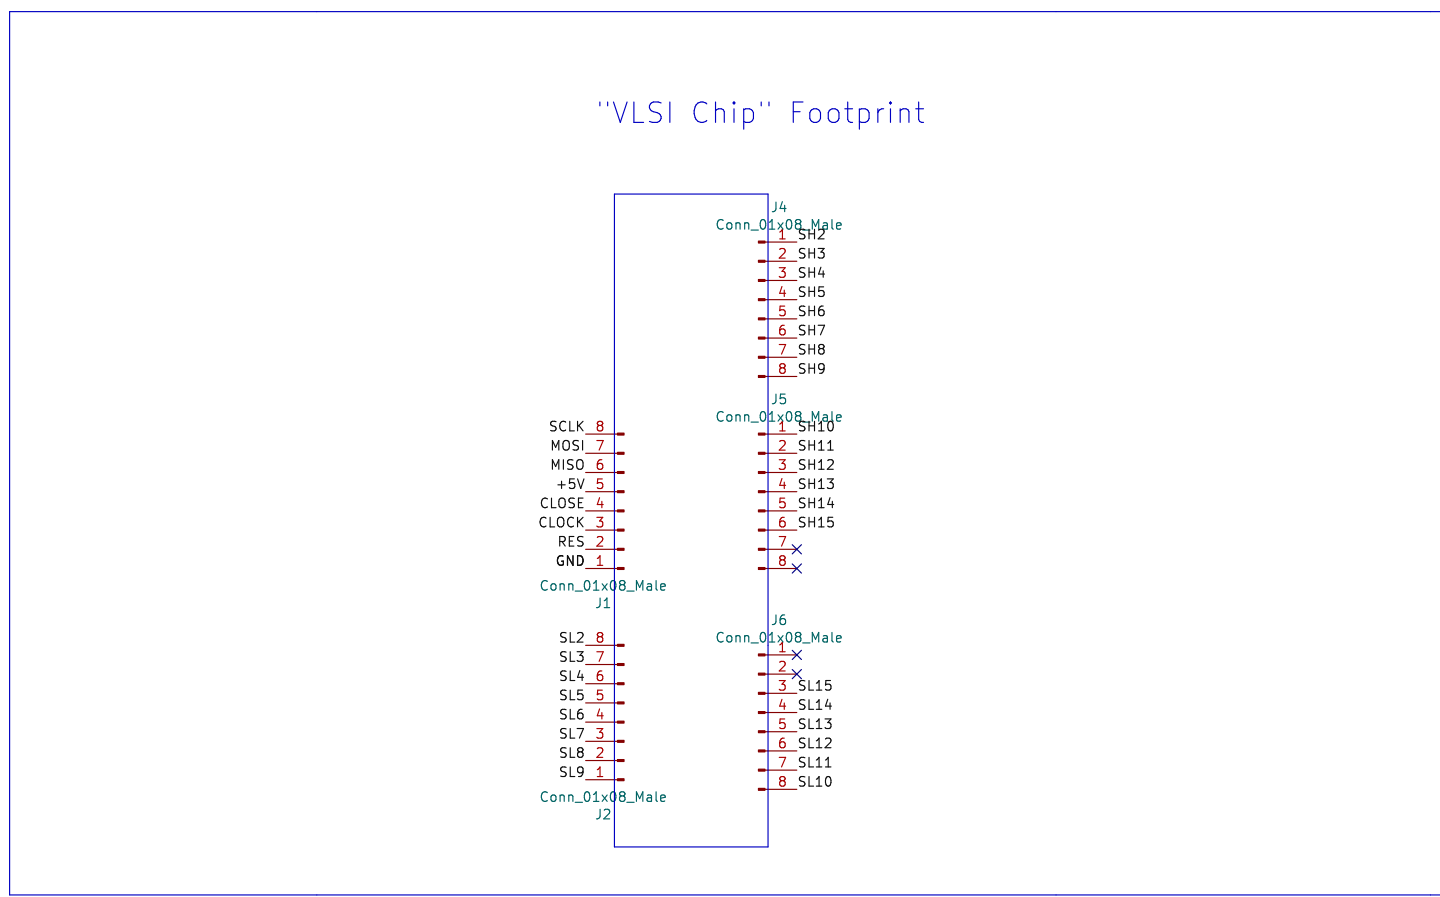 "VLSI Chip" Footprint
J4
Conn_01x08_Male
1 SH2
2 SH3
3 SH4
4 SH5
5 SH6
6 SH7
7 SH8
8 SH9
J5
Conn_01x08_Male
1 SH10
2 SH11
3 SH12
4 SH13
5 SH14
6 SH15
7
8
SCLK 8
MOSI 7
MISO 6
+5V 5
CLOSE 4
CLOCK 3
RES 2
GND 1
Conn_01x08_Male
J1
J6
Conn_01x08_Male
1
2
3 SL15
4 SL14
5 SL13
6 SL12
7 SL11
8 SL10
SL2 8
SL3 7
SL4 6
SL5 5
SL6 4
SL7 3
SL8 2
SL9 1
Conn_01x08_Male
J2